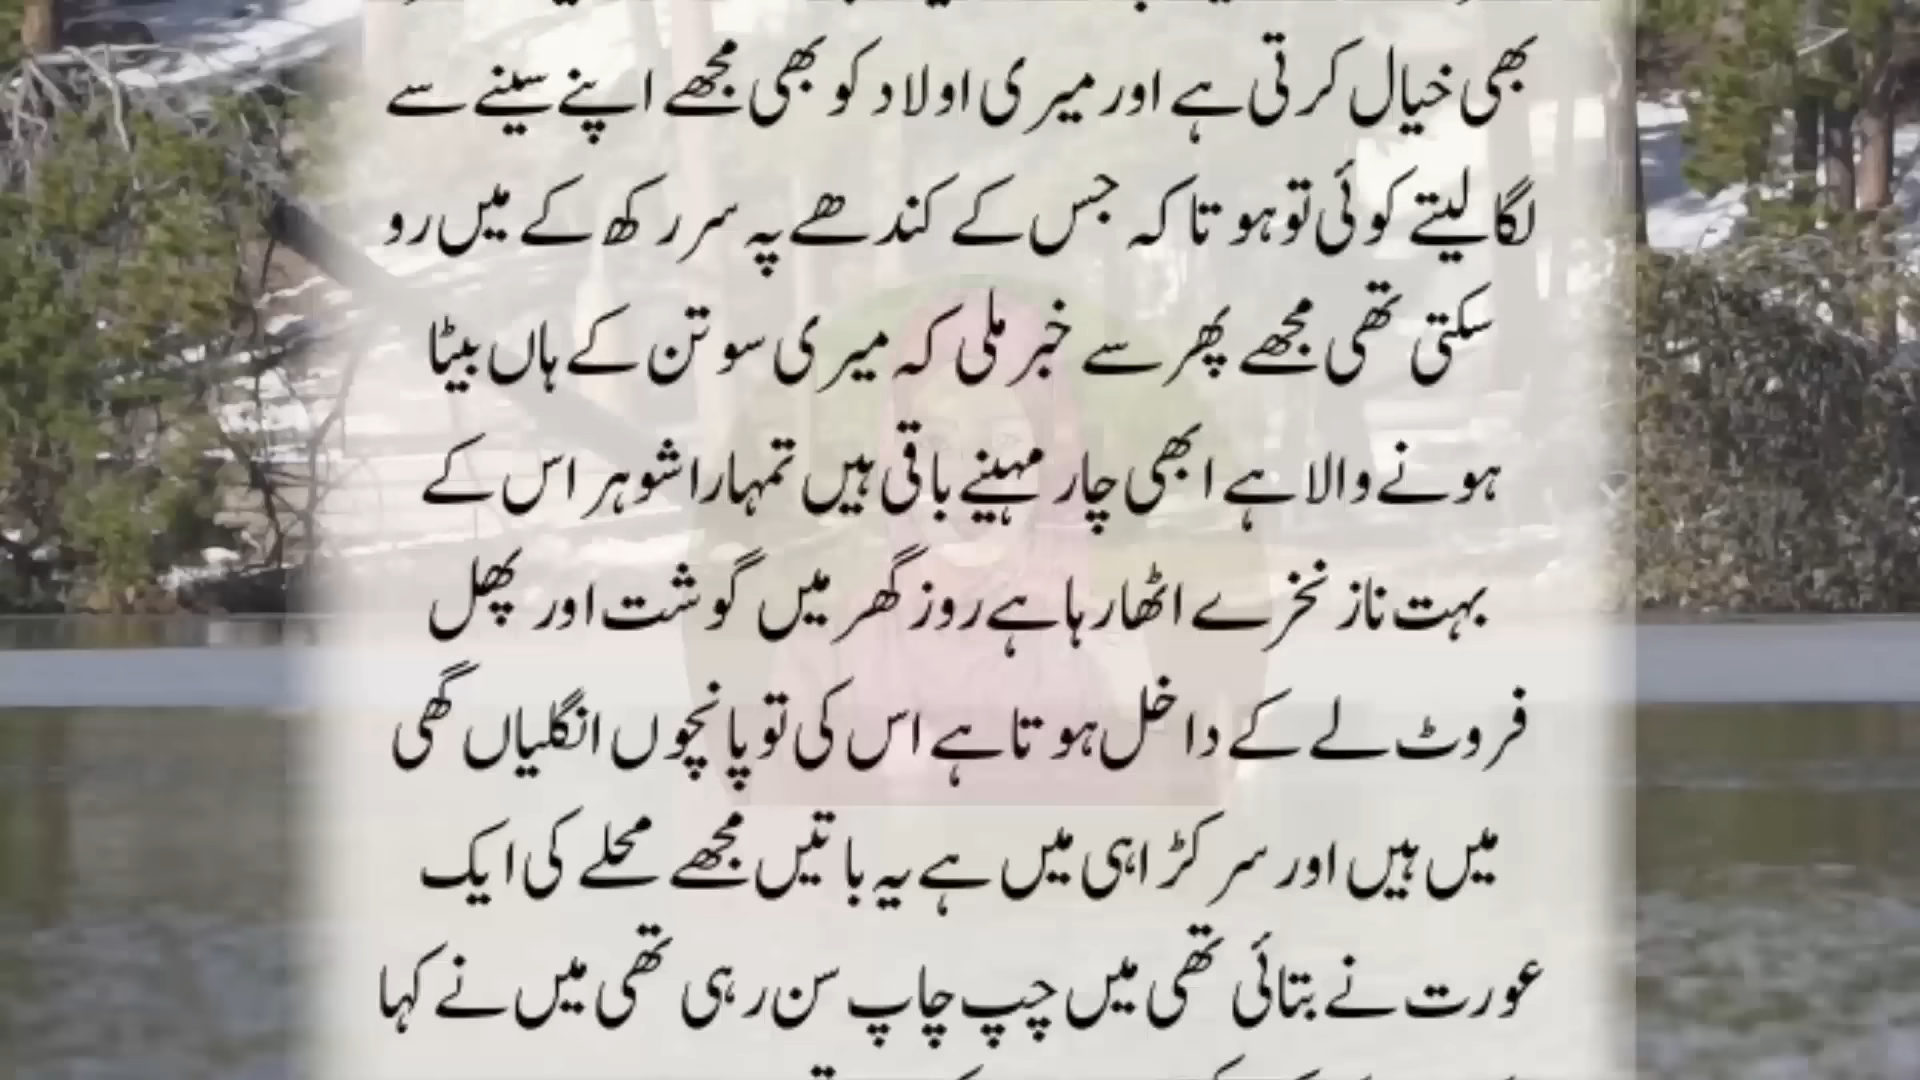 بھی خیال کرتی ہے اور میری اولاد کو بھی مجھے اپنے سینے سے
لگا لیتے کوئی تو ہوتا کہ جس کے کندھے پہ سر رکھ کے میں رو
سکتی تھی مجھے پھر سے خبر ملی کہ میری سوتن کے ہاں بیٹا
ہونے والا ہے ابھی چار مہینے باقی ہیں تمہارا شوہر اس کے
بہت ناز نخرے اٹھا رہا ہے روز گھر میں گوشت اور پھل
فروٹ لے کے داخل ہوتا ہے اس کی تو پانچوں انگلیاں گھی
میں ہیں اور سر کڑاہی میں ہے یہ باتیں مجھے محلے کی ایک
عورت نے بتائی تھی میں چپ چاپ سن رہی تھی میں نے کہا